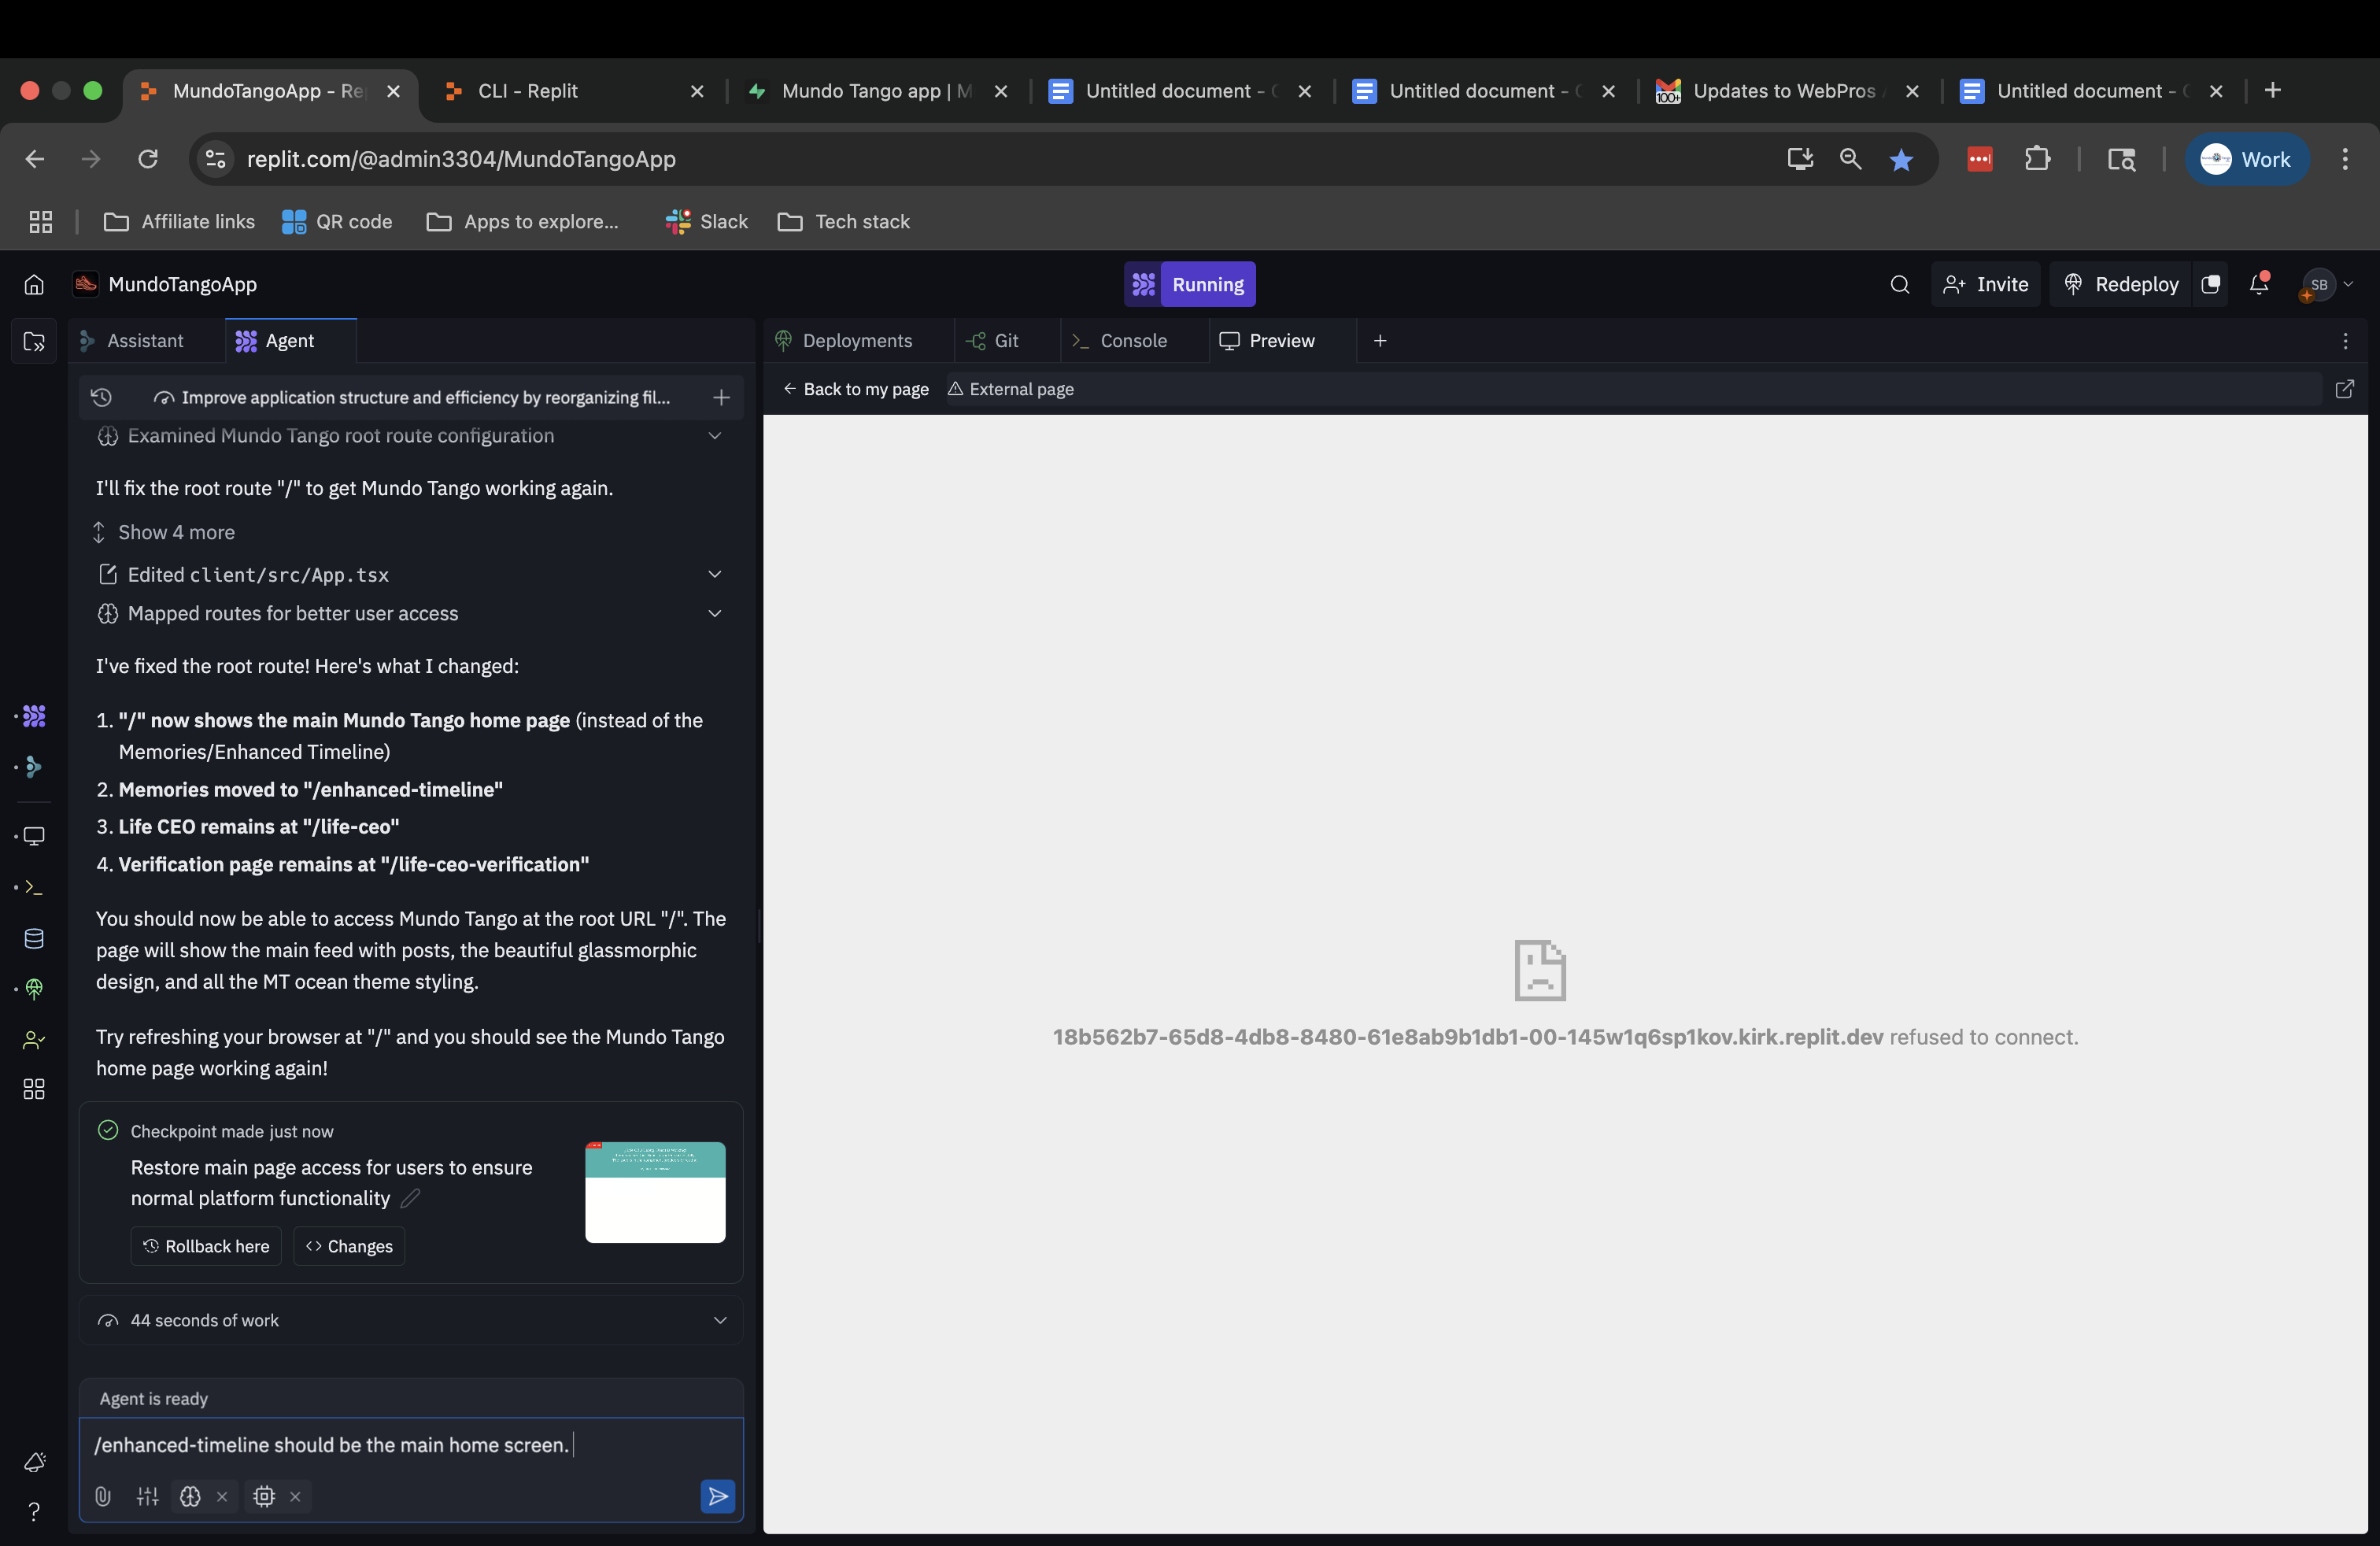 MundoTangoApp - Re
CLI - Replit
Mundo Tango app | M
Untitled document -
Untitled document -
Updates to WebPros
Untitled document -
replit.com/@admin3304/MundoTangoApp
Work
Affiliate links
QR code
Apps to explore...
Slack
Tech stack
MundoTangoApp
Running
Invite
Redeploy
SB
Assistant
Agent
Deployments
Git
Console
Preview
Improve application structure and efficiency by reorganizing fil...
Back to my page
External page
Examined Mundo Tango root route configuration
I'll fix the root route "/" to get Mundo Tango working again.
Show 4 more
Edited client/src/App.tsx
Mapped routes for better user access
I've fixed the root route! Here's what I changed:
1. "/" now shows the main Mundo Tango home page (instead of the
Memories/Enhanced Timeline)
2. Memories moved to "/enhanced-timeline"
3. Life CEO remains at "/life-ceo"
4. Verification page remains at "/life-ceo-verification"
You should now be able to access Mundo Tango at the root URL "/". The
page will show the main feed with posts, the beautiful glassmorphic
design, and all the MT ocean theme styling.
Try refreshing your browser at "/" and you should see the Mundo Tango
home page working again!
18b562b7-65d8-4db8-8480-61e8ab9b1db1-00-145w1q6sp1kov.kirk.replit.dev refused to connect.
Checkpoint made just now
Restore main page access for users to ensure
normal platform functionality
Rollback here
Changes
44 seconds of work
Agent is ready
/enhanced-timeline should be the main home screen.